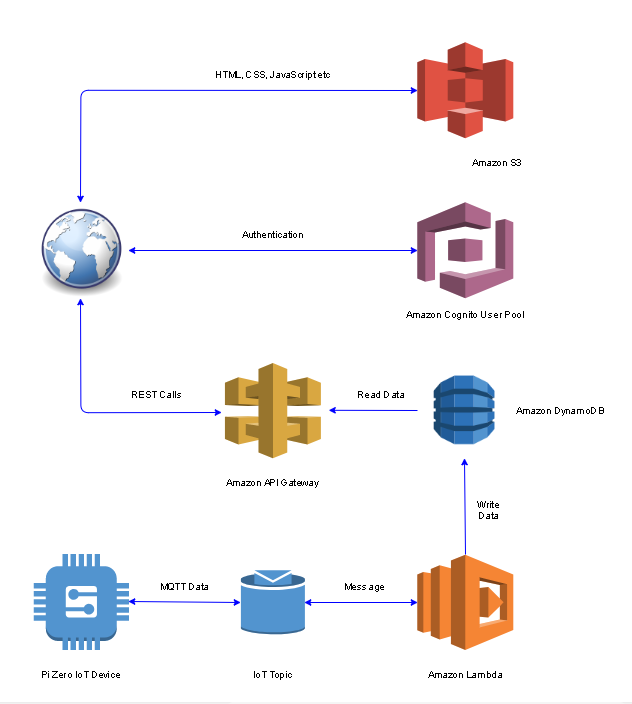 HTML, CSS, JavaScript etc
Amazon S3
Authentication
Amazon Cognito User Pool
REST Calls
Read Data
Amazon DynamoDB
Amazon API Gateway
Write
Data
MQTT Data
Message
Pi Zero IoT Device
IoT Topic
Amazon Lambda